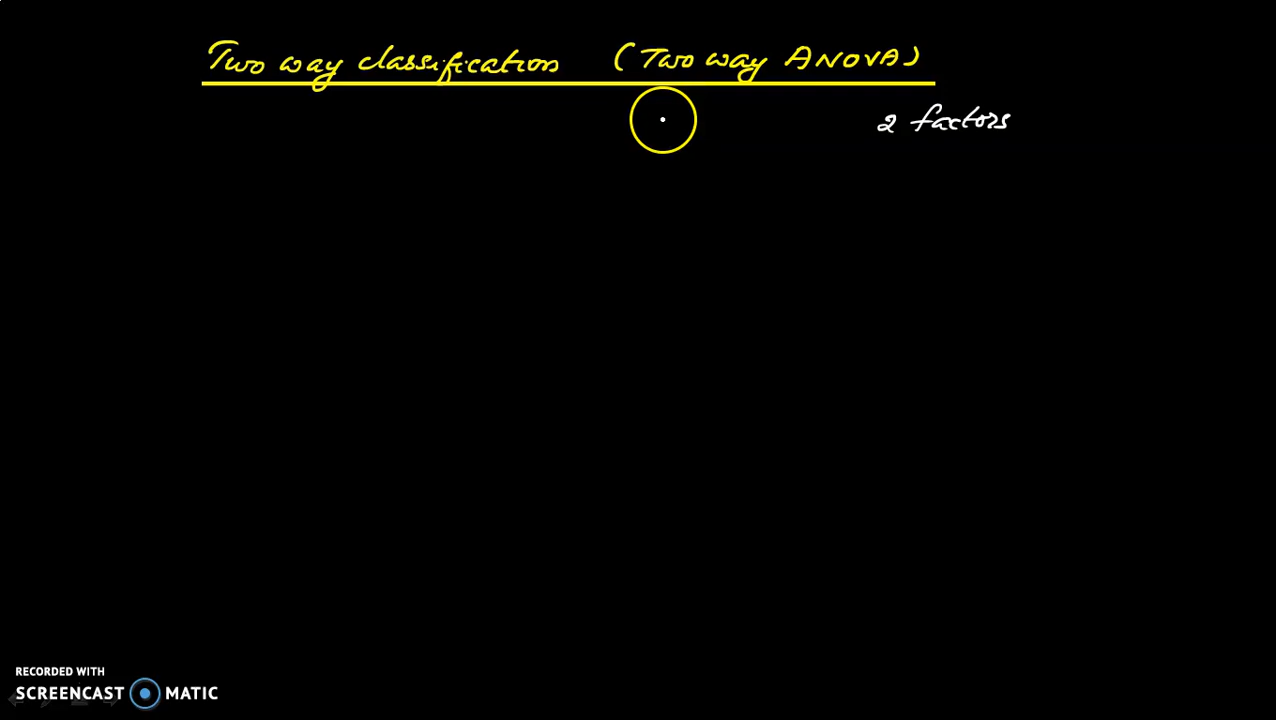 Two way classification (Two way ANOVA)
2 factors
RECORDED WITH
SCREENCAST MATIC